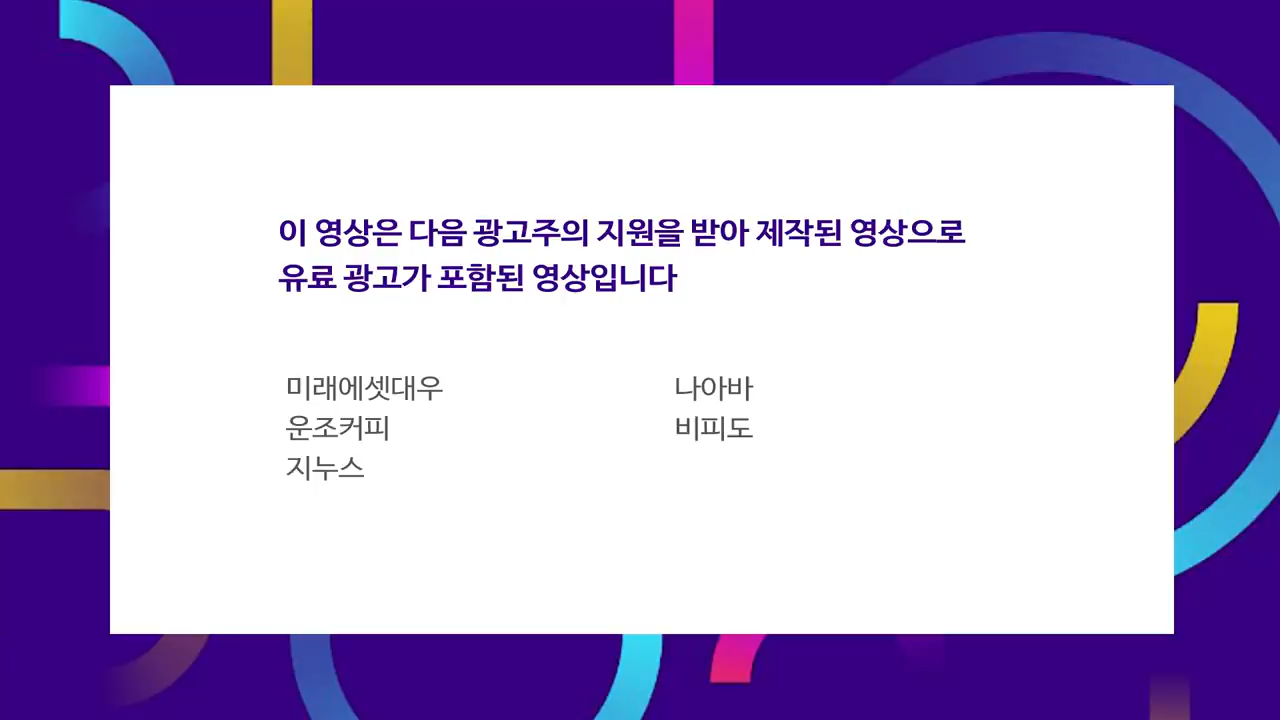 이 영상은 다음 광고주의 지원을 받아 제작된 영상으로
유료 광고가 포함된 영상입니다
미래에셋대우
운조커피
지누스
나아바
비피도